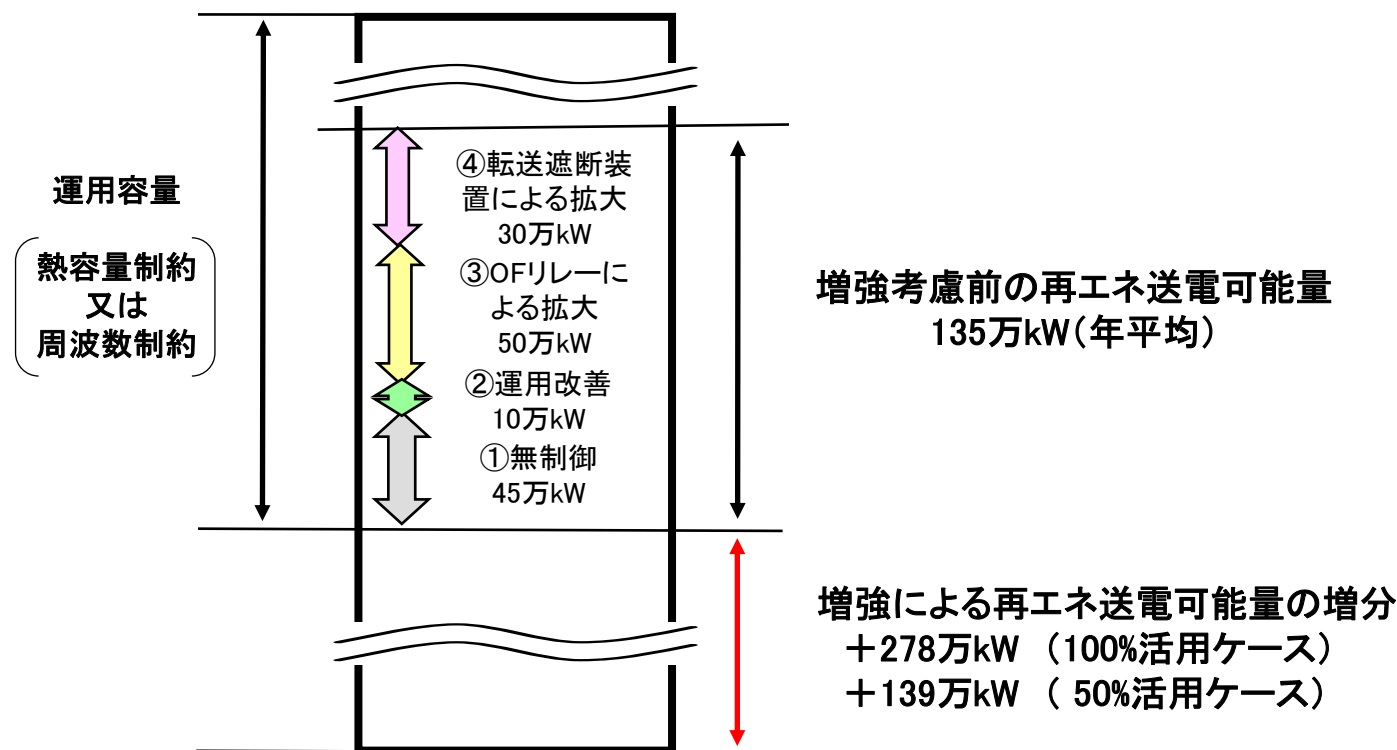 運用容量
熱容量制約
又は
周波数制約
④転送遮断装
置による拡大
30万kW
③OFリレーに
よる拡大
50万kW
②運用改善
10万kW
①無制御
45万kW
増強考慮前の再エネ送電可能量
135万kW(年平均)
増強による再エネ送電可能量の増分
+278万kW (100%活用ケース)
+139万kW ( 50%活用ケース)